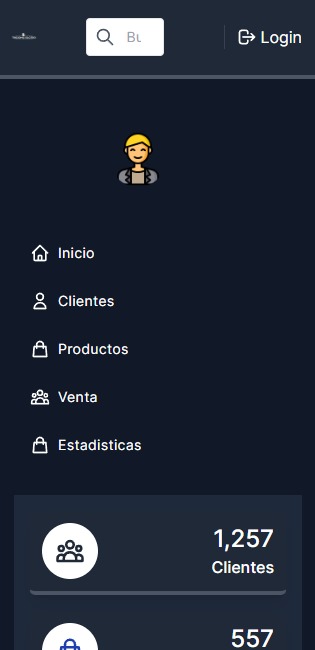 Login
Inicio
Clientes
Productos
Venta
Estadisticas
1,257
Clientes
557